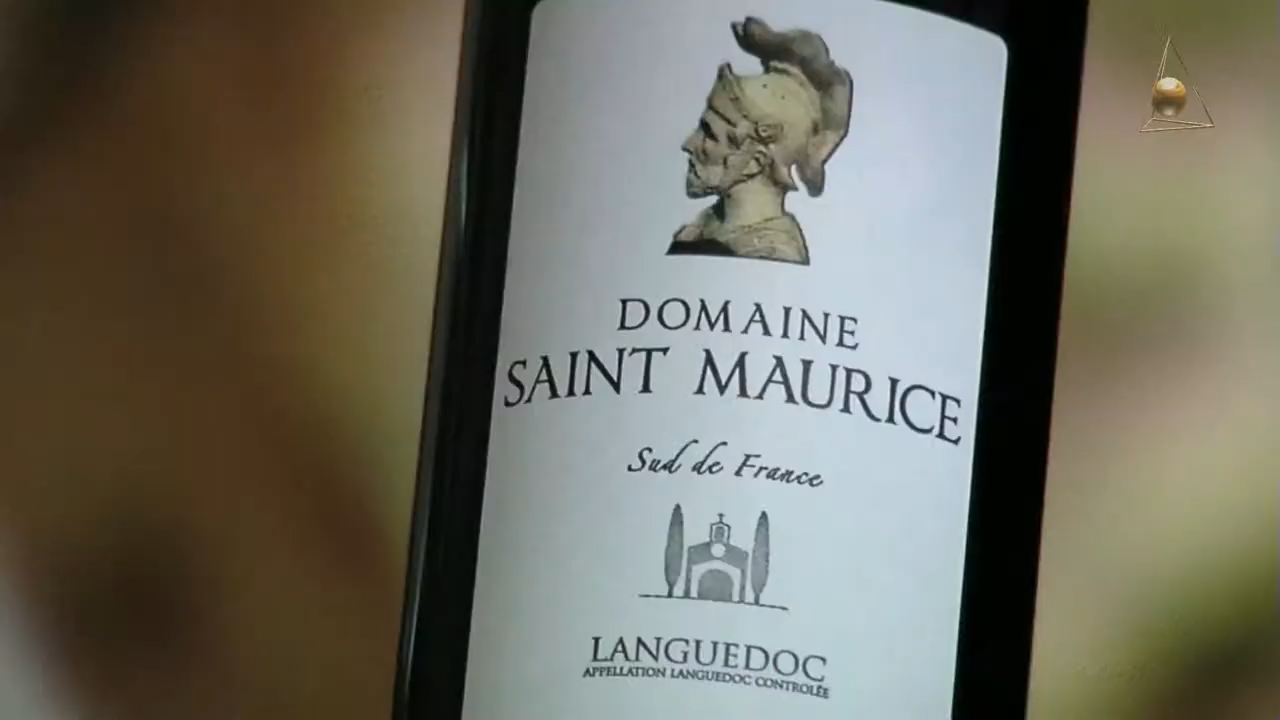 DOMAINE
SAINT MAURICE
Sud de France
LANGUEDOC
APPELLATION LANGUEDOC CONTROLÉE